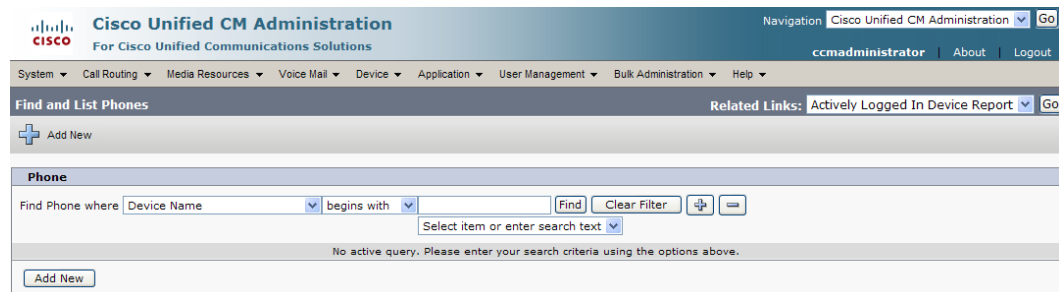 Cisco Unified CM Administration
For Cisco Unified Communications Solutions
CISCO
Navigation Cisco Unified CM Administration Go
ccmadministrator | About | Logout
System Call Routing Media Resources Voice Mail Device Application User Management Bulk Administration Help
Find and List Phones Related Links: Actively Logged In Device Report Go
Add New
Phone
Find Phone where Device Name begins with Find Clear Filter
Select item or enter search text
No active query. Please enter your search criteria using the options above.
Add New